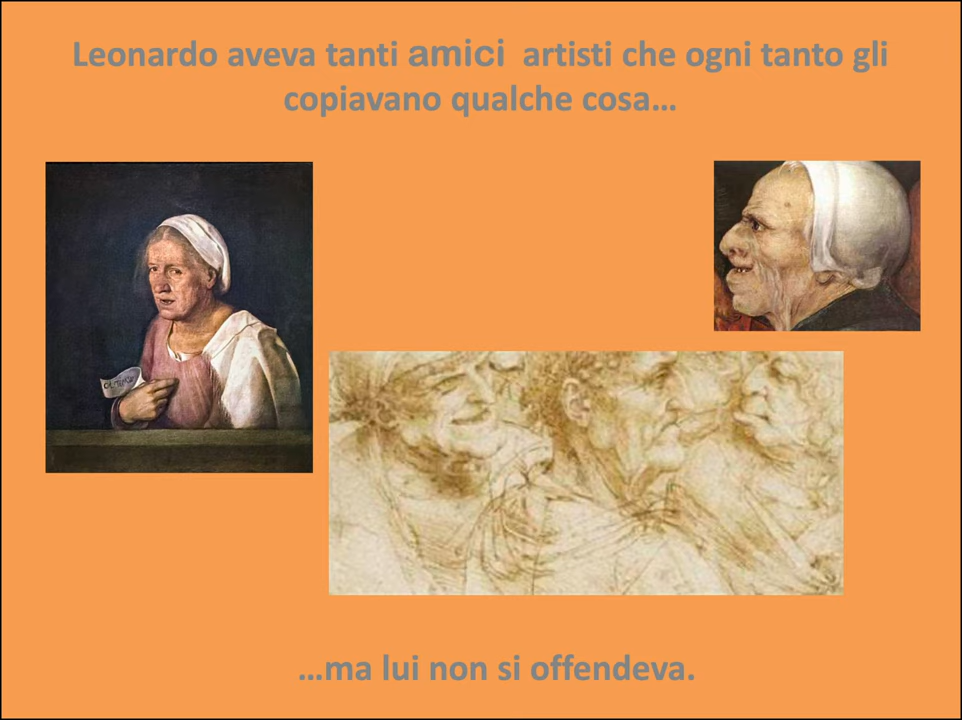 Leonardo aveva tanti amici artisti che ogni tanto gli
copiavano qualche cosa…
…ma lui non si offendeva.